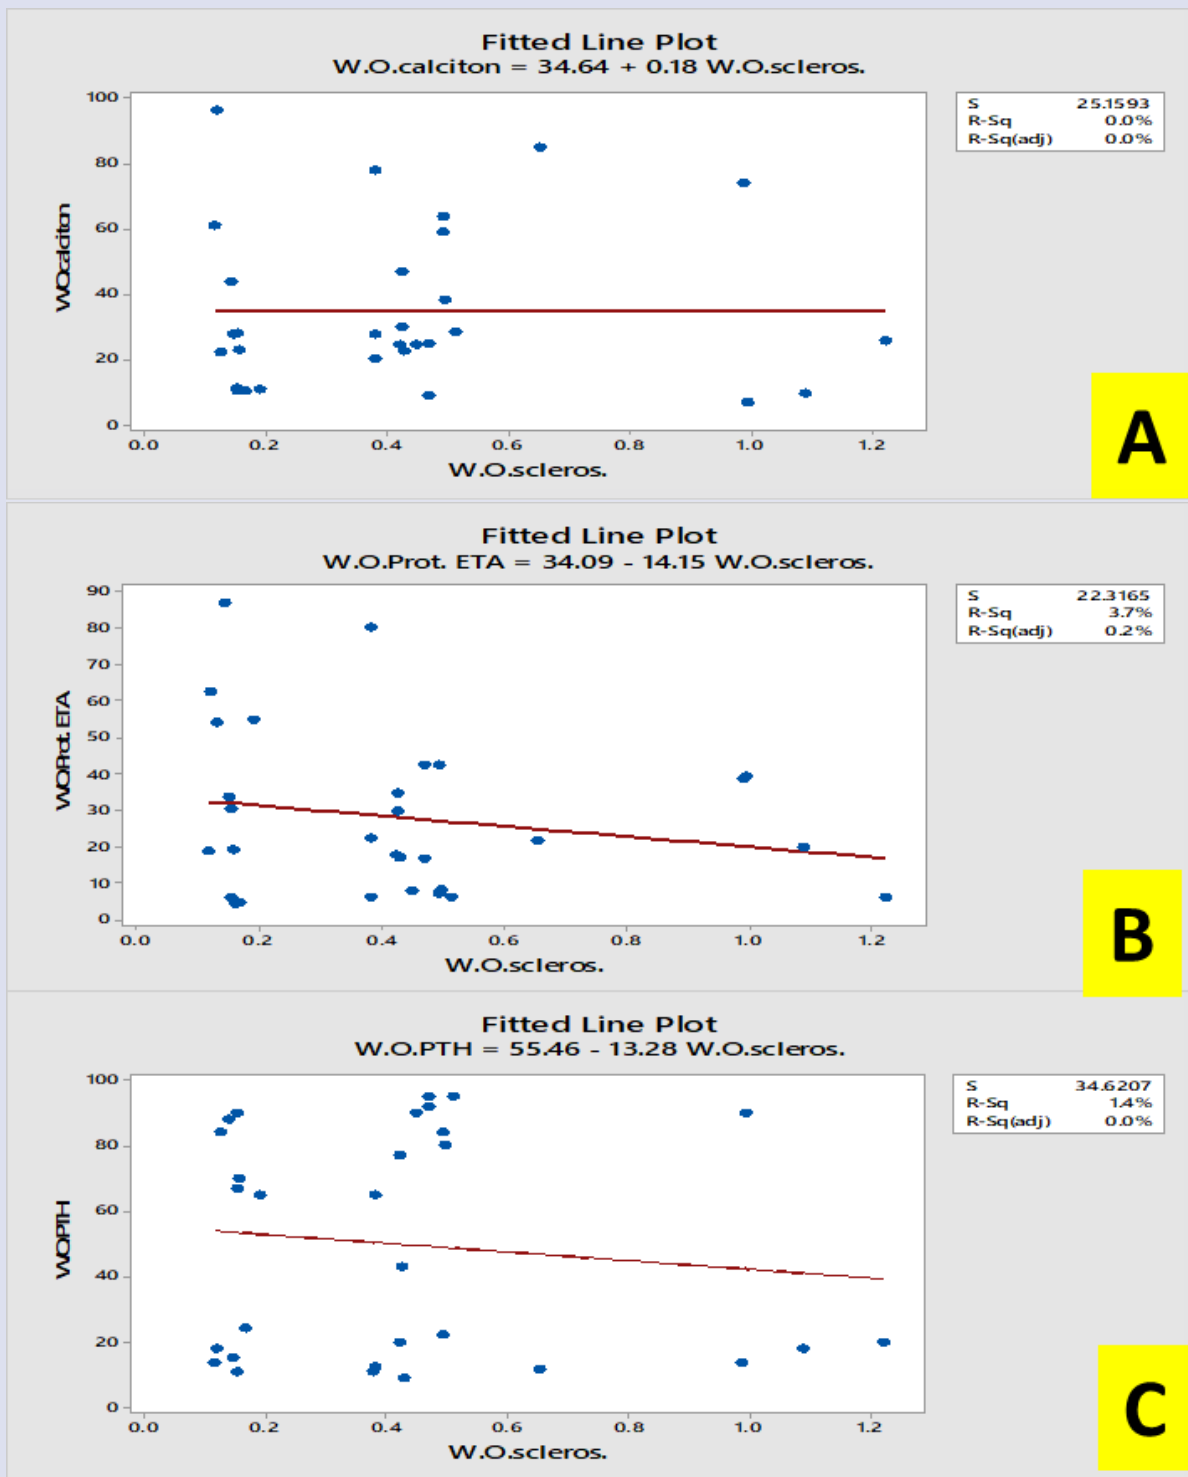 Fitted Line Plot
W.O.calciton = 34.64 + 0.18 W.O.scleros.
S 25.1593
R-Sq 0.0%
R-Sq(adj) 0.0%
100
80
60
40
20
0
W.O.calciton
0.0 0.2 0.4 0.6 0.8 1.0 1.2
W.O.scleros.
A
Fitted Line Plot
W.O.Prot. ETA = 34.09 - 14.15 W.O.scleros.
S 22.3165
R-Sq 3.7%
R-Sq(adj) 0.2%
90
80
70
60
50
40
30
20
10
0
W.O.Prot. ETA
0.0 0.2 0.4 0.6 0.8 1.0 1.2
W.O.scleros.
B
Fitted Line Plot
W.O.PTH = 55.46 - 13.28 W.O.scleros.
S 34.6207
R-Sq 1.4%
R-Sq(adj) 0.0%
100
80
60
40
20
0
W.O.PTH
0.0 0.2 0.4 0.6 0.8 1.0 1.2
W.O.scleros.
C